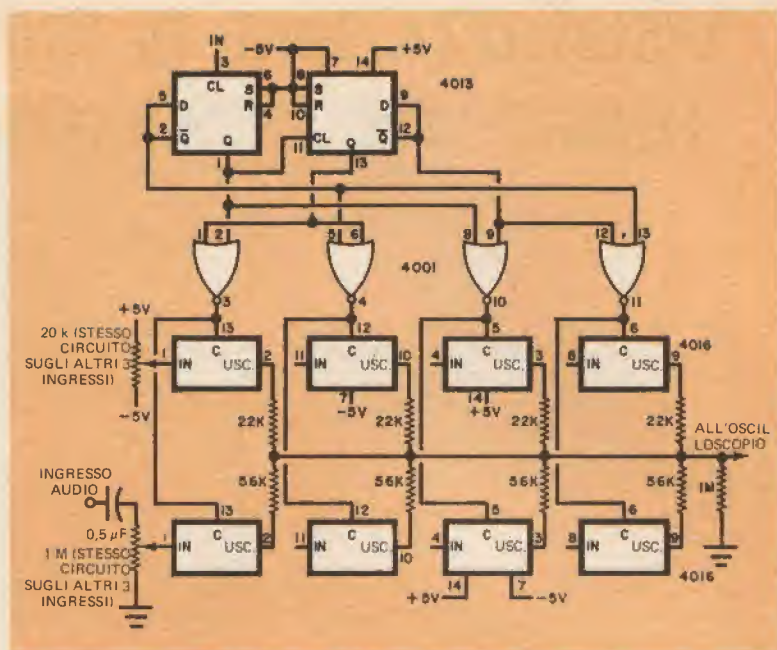 IN
-5V
+5V
3
7
14
4013
CL
6
8
5 D S S D 9
R R
4
10
2 Q̅ Q̅ 12
Q CL Q
1
11
13
1 2
5 6
8 9
12 13
4001
3
4
10
11
+5V
20 k (STESSO
CIRCUITO
SUGLI ALTRI 3
INGRESSI)
-5V
13
12
5
6
4016
1 IN C USC. 2
11 IN C USC. 10
4 IN C USC. 3
8 IN C USC. 9
7
-5V
14
+5V
22K
22K
22K
22K
ALL'OSCIL
LOSCOPIO
56K
56K
56K
56K
1M
INGRESSO
AUDIO
0,5 µF
1 M (STESSO
CIRCUITO
SUGLI ALTRI 3
INGRESSI)
13
12
5
6
1 IN C USC. 2
11 IN C USC. 10
4 IN C USC. 3
8 IN C USC. 9
4016
14
7
+5V
-5V